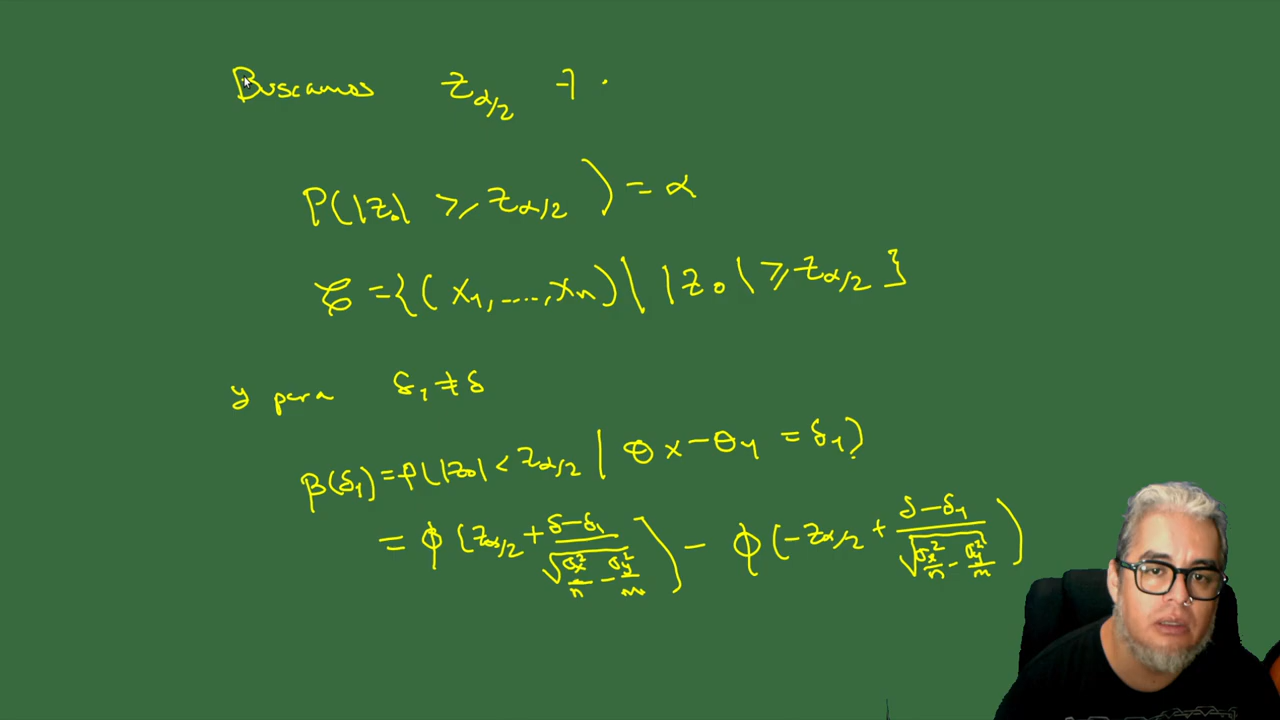 Buscamos z_{α/2} ⊣ ·
P(|z₀| ⩾ z_{α/2}) = α
𝒞 = {(x₁,....,xₙ) | |z₀| ⩾ z_{α/2}}
y para δ₁ ≠ δ
β(δ₁) = P(|z₀| < z_{α/2} | θx - θy = δ₁)
= ϕ(z_{α/2} + (δ-δ₁)/√(σx²/n - σy²/m)) - ϕ(-z_{α/2} + (δ-δ₁)/√(σx²/n - σy²/m))